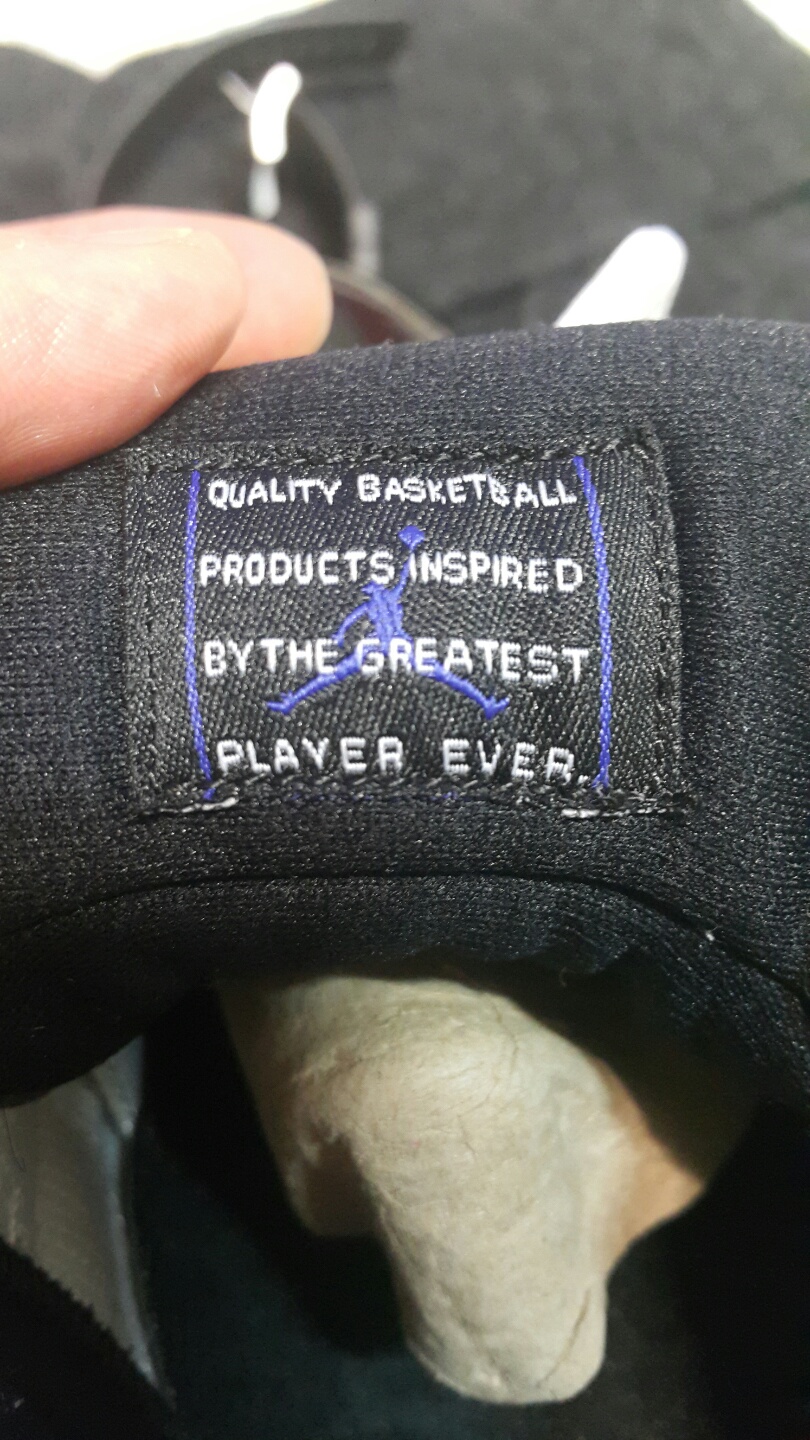 QUALITY BASKETBALL
PRODUCTS INSPIRED
BY THE GREATEST
PLAYER EVER.